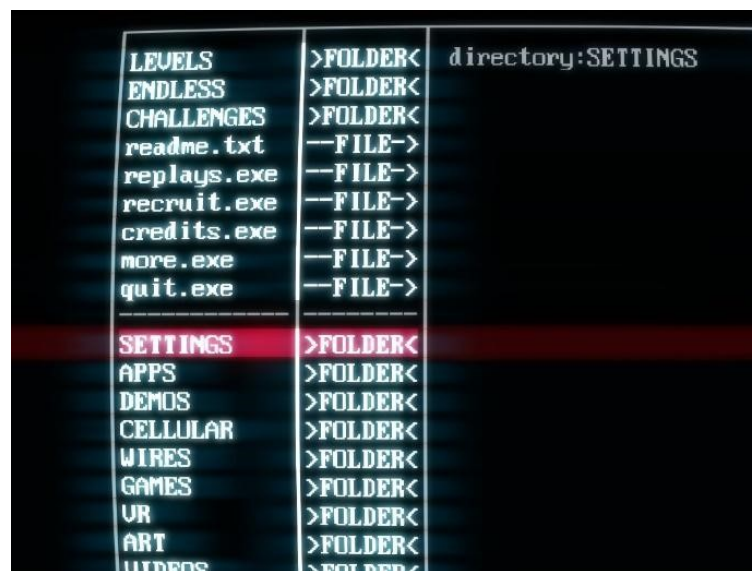 LEVELS >FOLDER< directory:SETTINGS
ENDLESS >FOLDER<
CHALLENGES >FOLDER<
readme.txt --FILE->
replays.exe --FILE->
recruit.exe --FILE->
credits.exe --FILE->
more.exe --FILE->
quit.exe --FILE->
------------- ---------
SETTINGS >FOLDER<
APPS >FOLDER<
DEMOS >FOLDER<
CELLULAR >FOLDER<
WIRES >FOLDER<
GAMES >FOLDER<
VR >FOLDER<
ART >FOLDER<
VIDEOS >FOLDER<